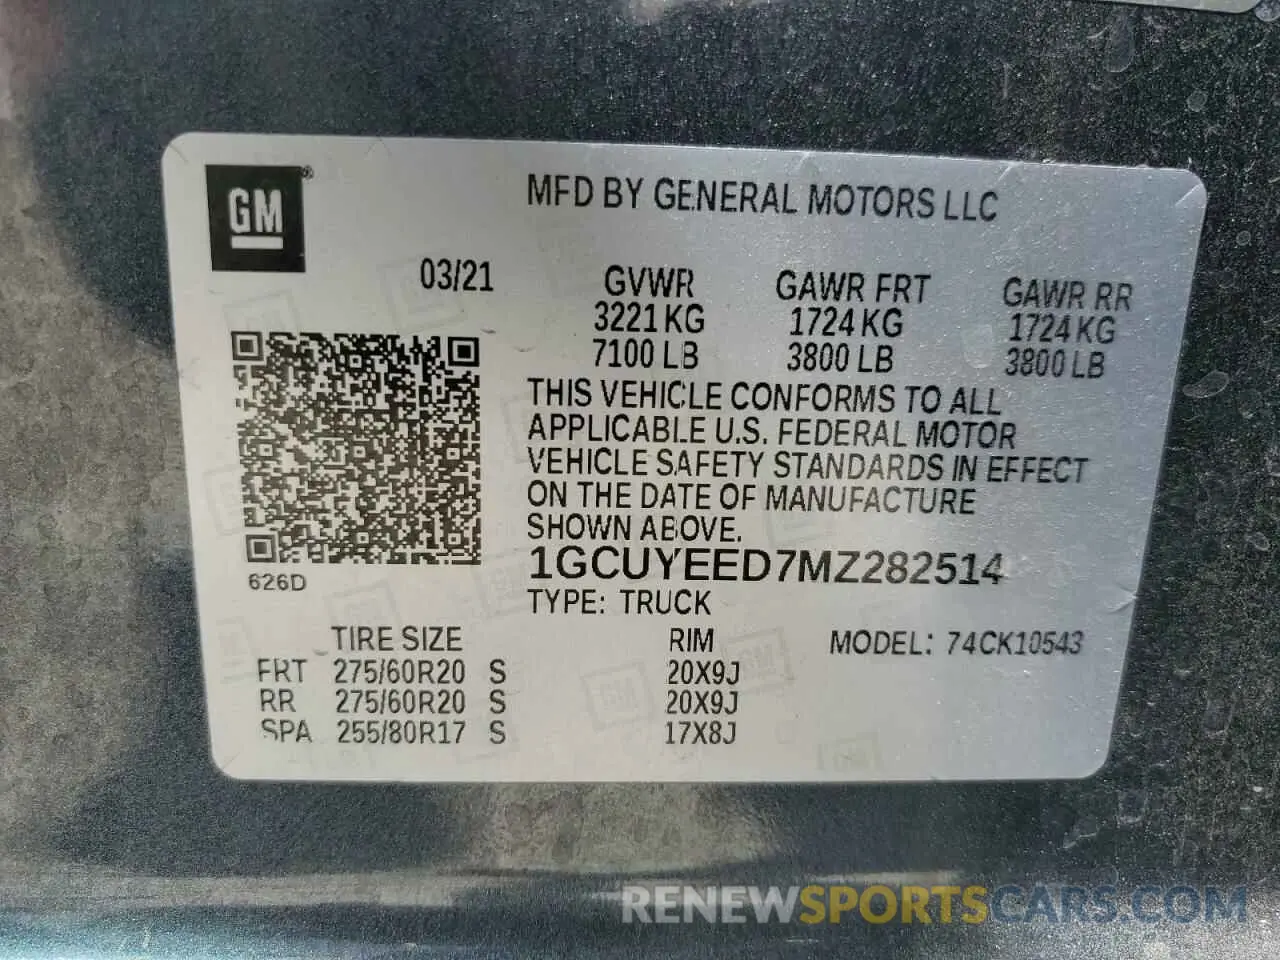 GM®
MFD BY GENERAL MOTORS LLC
03/21
GVWR GAWR FRT GAWR RR
3221 KG 1724 KG 1724 KG
7100 LB 3800 LB 3800 LB
THIS VEHICLE CONFORMS TO ALL
APPLICABLE U.S. FEDERAL MOTOR
VEHICLE SAFETY STANDARDS IN EFFECT
ON THE DATE OF MANUFACTURE
SHOWN ABOVE.
626D
1GCUYEED7MZ282514
TYPE: TRUCK
TIRE SIZE RIM MODEL: 74CK10543
FRT 275/60R20 S 20X9J
RR 275/60R20 S 20X9J
SPA 255/80R17 S 17X8J
RENEWSPORTSCARS.COM